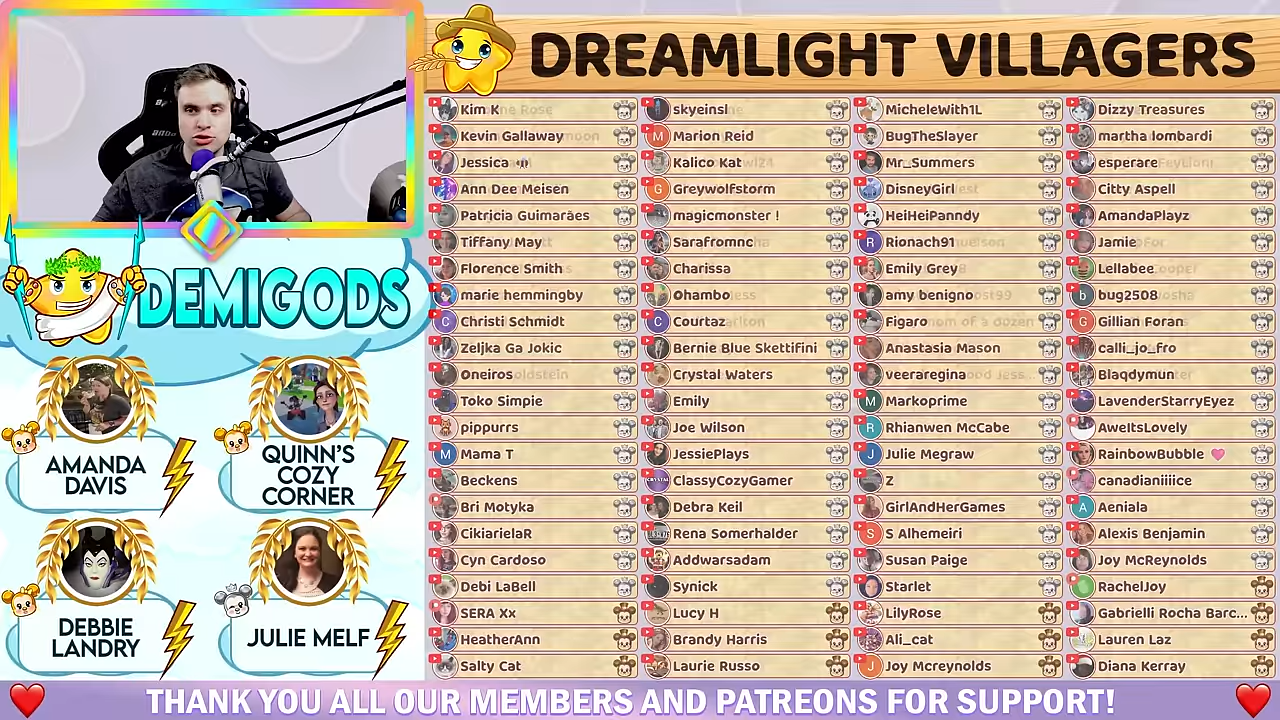 DREAMLIGHT VILLAGERS
Kim K
skyeinsl
MicheleWith1L
Dizzy Treasures
Kevin Gallaway
Marion Reid
BugTheSlayer
martha lombardi
Jessica
Kalico Kat
Mr_Summers
esperare
Ann Dee Meisen
Greywolfstorm
DisneyGirl
Citty Aspell
Patricia Guimarães
magicmonster !
HeiHeiPanndy
AmandaPlayz
Tiffany May
Sarafromnc
Rionach91
Jamie
Florence Smith
Charissa
Emily Grey
Lellabee
marie hemmingby
Ohambo
amy benigno
bug2508
Christi Schmidt
Courtaz
Figaro
Gillian Foran
Zeljka Ga Jokic
Bernie Blue Skettifini
Anastasia Mason
calli_jo_fro
Oneiros
Crystal Waters
veeraregina
Blaqdymun
Toko Simpie
Emily
Markoprime
LavenderStarryEyez
pippurrs
Joe Wilson
Rhianwen McCabe
AweItsLovely
Mama T
JessiePlays
Julie Megraw
RainbowBubble
Beckens
ClassyCozyGamer
Z
canadianiiiice
Bri Motyka
Debra Keil
GirlAndHerGames
Aeniala
CikiarielaR
Rena Somerhalder
S Alhemeiri
Alexis Benjamin
Cyn Cardoso
Addwarsadam
Susan Paige
Joy McReynolds
Debi LaBell
Synick
Starlet
RachelJoy
SERA Xx
Lucy H
LilyRose
Gabrielli Rocha Barc...
HeatherAnn
Brandy Harris
Ali_cat
Lauren Laz
Salty Cat
Laurie Russo
Joy Mcreynolds
Diana Kerray
DEMIGODS
AMANDA
DAVIS
QUINN'S
COZY
CORNER
DEBBIE
LANDRY
JULIE MELF
THANK YOU ALL OUR MEMBERS AND PATREONS FOR SUPPORT!